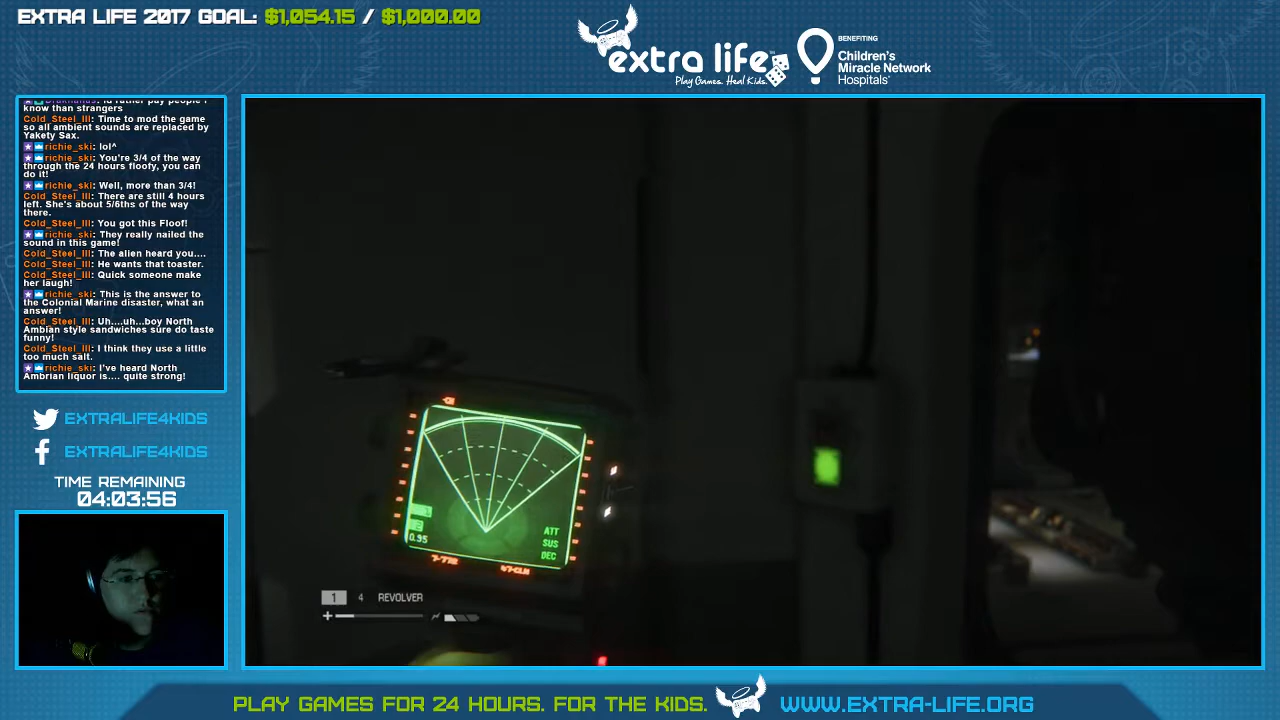 EXTRA LIFE 2017 GOAL: $1,054.15 / $1,000.00
extra life
Play Games. Heal Kids.
BENEFITING
Children's
Miracle Network
Hospitals
know than strangers
Cold_Steel_III: Time to mod the game
so all ambient sounds are replaced by
Yakety Sax.
richie_ski: lol^
richie_ski: You're 3/4 of the way
through the 24 hours floofy, you can
do it!
richie_ski: Well, more than 3/4!
Cold_Steel_III: There are still 4 hours
left. She's about 5/6ths of the way
there.
Cold_Steel_III: You got this Floof!
richie_ski: They really nailed the
sound in this game!
Cold_Steel_III: The alien heard you....
Cold_Steel_III: He wants that toaster.
Cold_Steel_III: Quick someone make
her laugh!
richie_ski: This is the answer to
the Colonial Marine disaster, what an
answer!
Cold_Steel_III: Uh....uh...boy North
Ambian style sandwiches sure do taste
funny!
Cold_Steel_III: I think they use a little
too much salt.
richie_ski: I've heard North
Ambrian liquor is.... quite strong!
EXTRALIFE4KIDS
EXTRALIFE4KIDS
TIME REMAINING
04:03:56
0.95
ATT
SUS
DEC
1 4 REVOLVER
PLAY GAMES FOR 24 HOURS. FOR THE KIDS.
WWW.EXTRA-LIFE.ORG